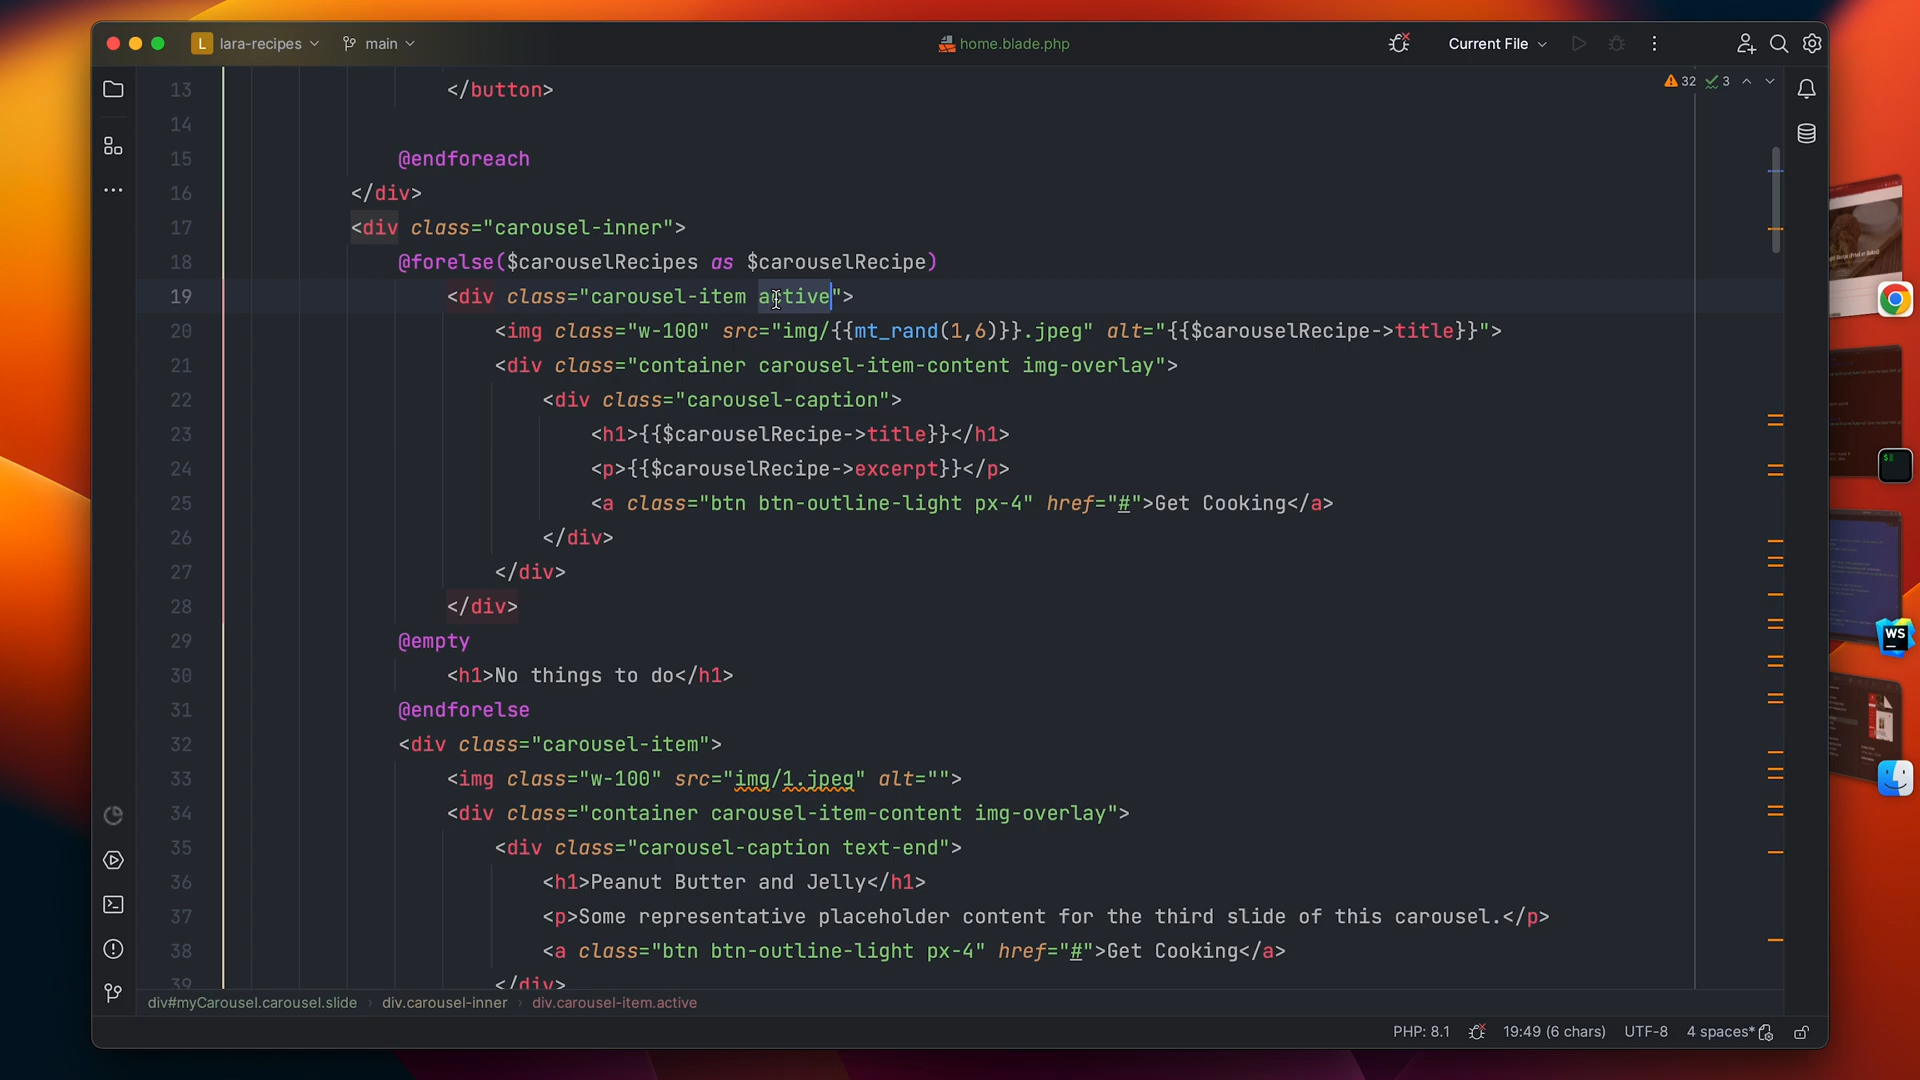 L lara-recipes main home.blade.php Current File
32 3
13 </button>
14
15 @endforeach
16 </div>
17 <div class="carousel-inner">
18 @forelse($carouselRecipes as $carouselRecipe)
19 <div class="carousel-item active">
20 <img class="w-100" src="img/{{mt_rand(1,6)}}.jpeg" alt="{{$carouselRecipe->title}}">
21 <div class="container carousel-item-content img-overlay">
22 <div class="carousel-caption">
23 <h1>{{$carouselRecipe->title}}</h1>
24 <p>{{$carouselRecipe->excerpt}}</p>
25 <a class="btn btn-outline-light px-4" href="#">Get Cooking</a>
26 </div>
27 </div>
28 </div>
29 @empty
30 <h1>No things to do</h1>
31 @endforelse
32 <div class="carousel-item">
33 <img class="w-100" src="img/1.jpeg" alt="">
34 <div class="container carousel-item-content img-overlay">
35 <div class="carousel-caption text-end">
36 <h1>Peanut Butter and Jelly</h1>
37 <p>Some representative placeholder content for the third slide of this carousel.</p>
38 <a class="btn btn-outline-light px-4" href="#">Get Cooking</a>
39 </div>
div#myCarousel.carousel.slide › div.carousel-inner › div.carousel-item.active
PHP: 8.1 19:49 (6 chars) UTF-8 4 spaces*
WS